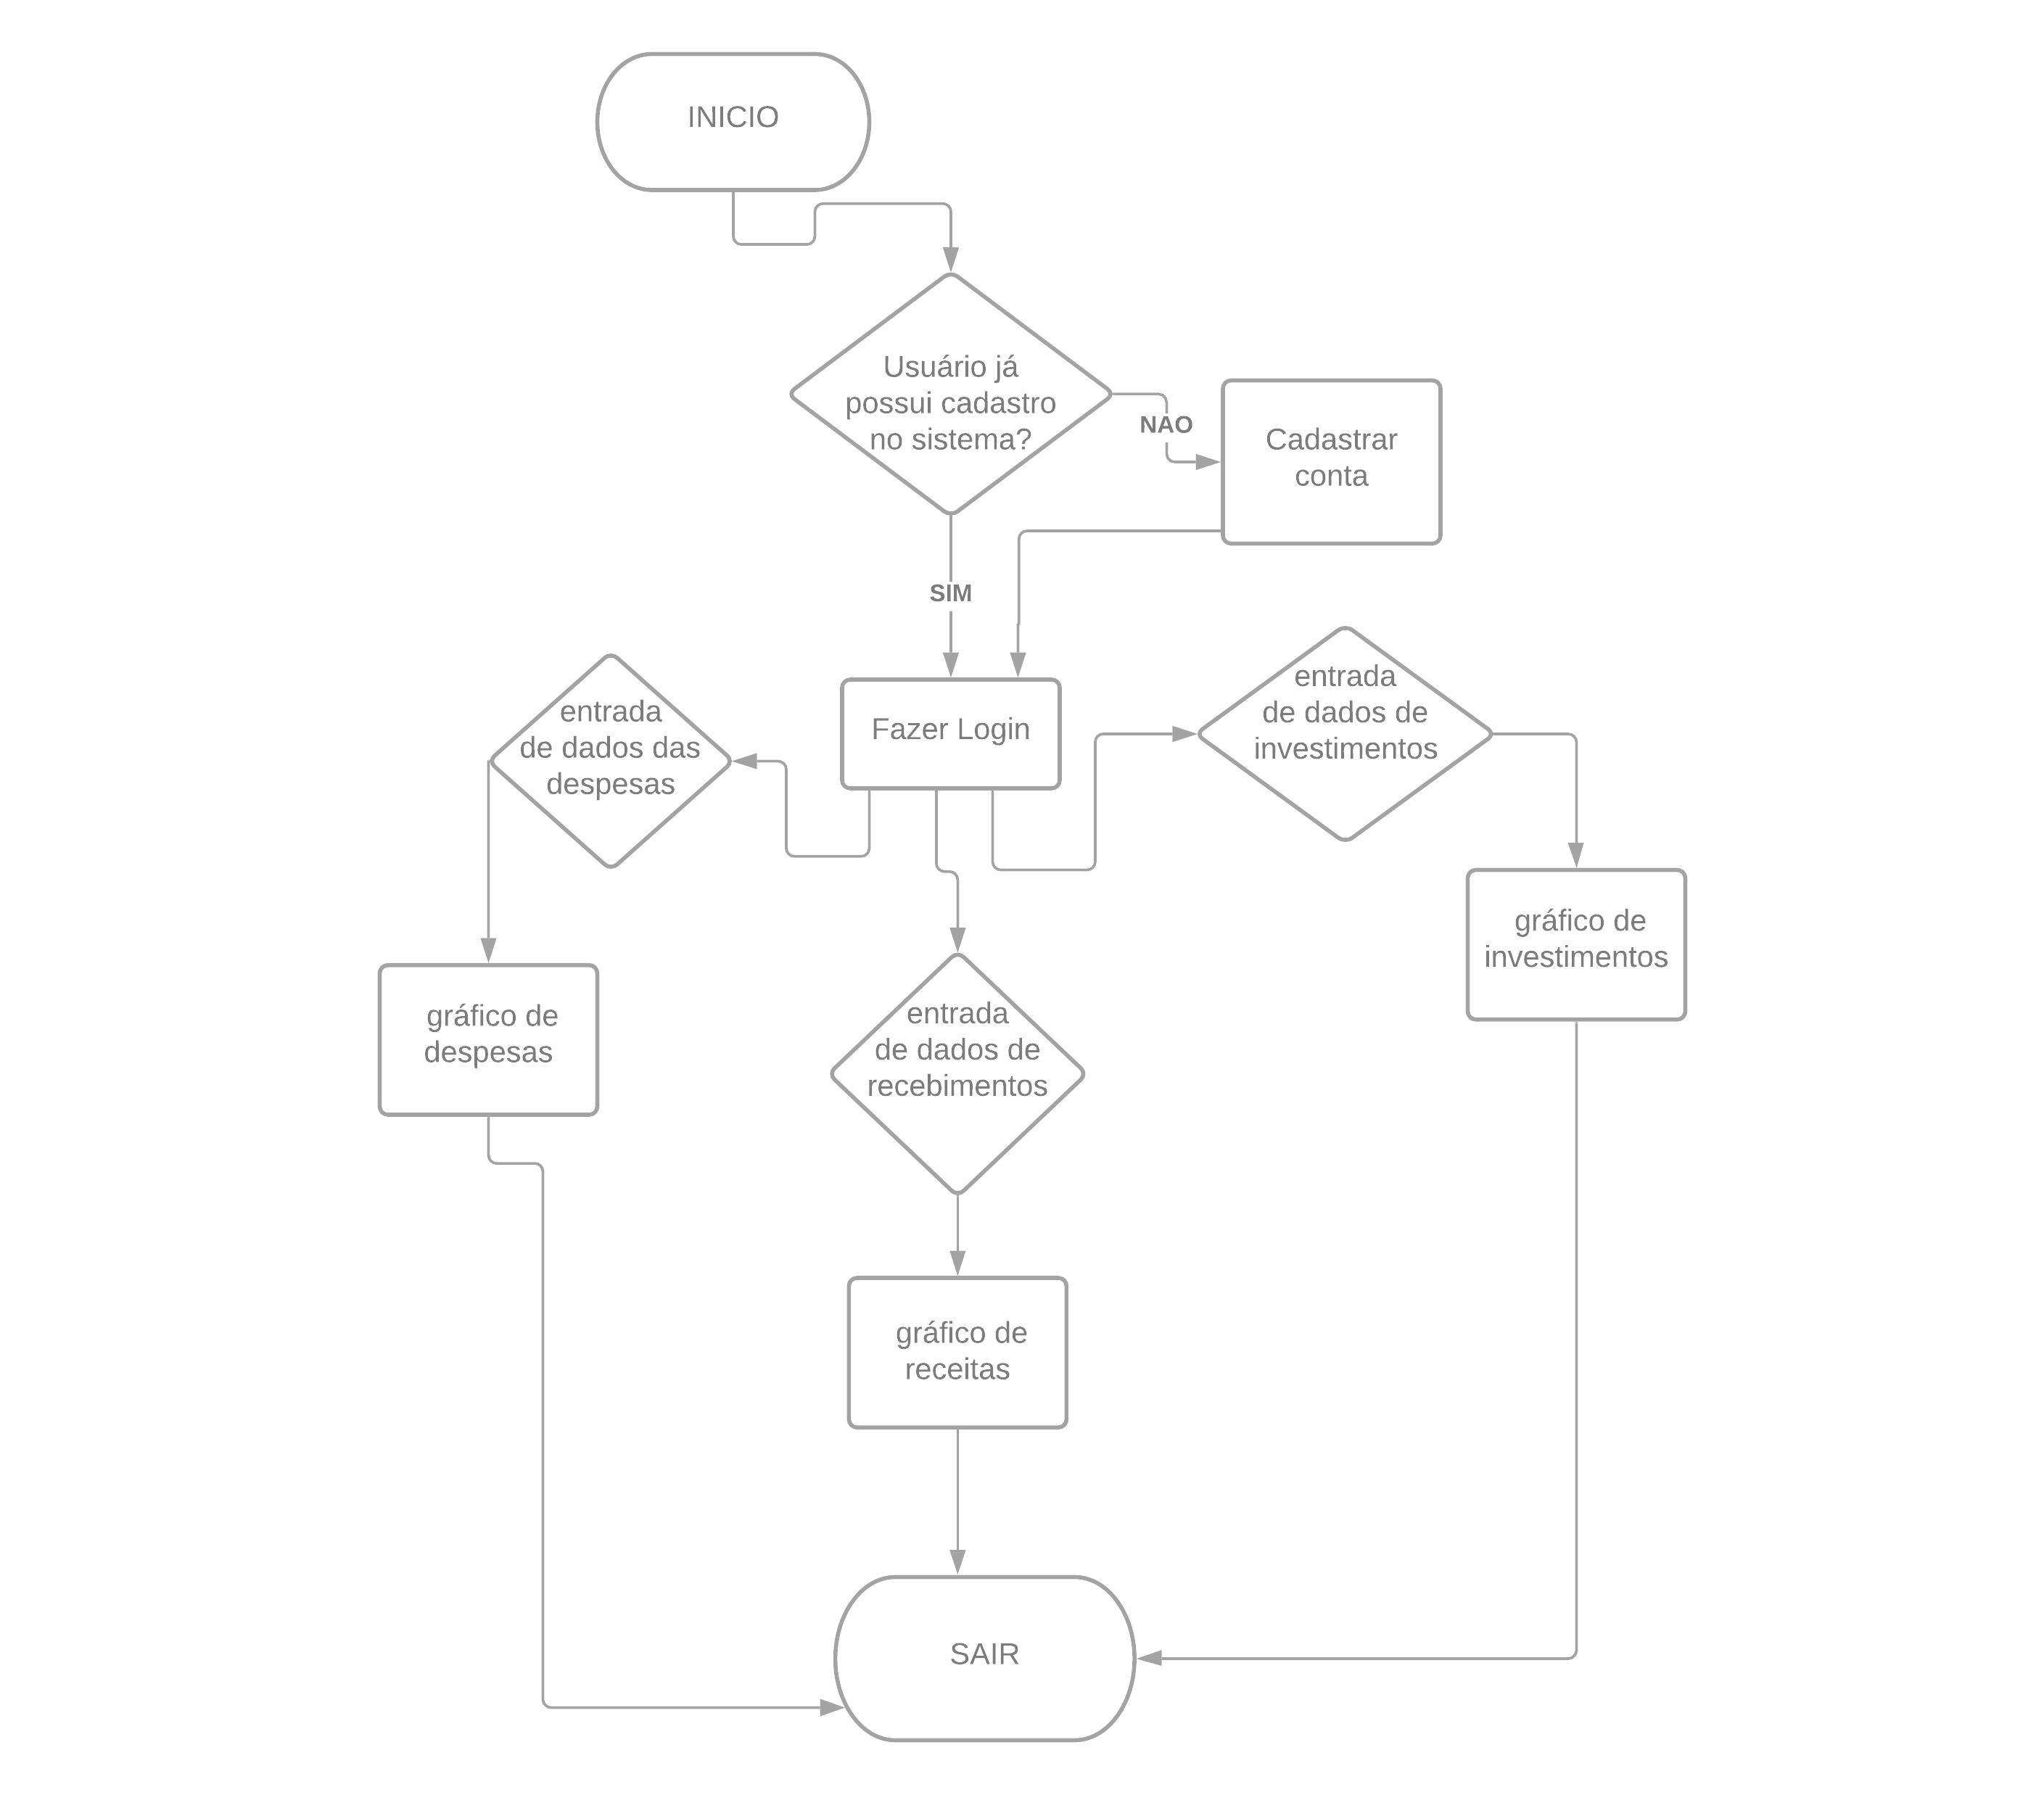 INICIO
Usuário já
possui cadastro
no sistema?
NAO
Cadastrar
conta
SIM
entrada
de dados das
despesas
Fazer Login
entrada
de dados de
investimentos
gráfico de
despesas
entrada
de dados de
recebimentos
gráfico de
investimentos
gráfico de
receitas
SAIR